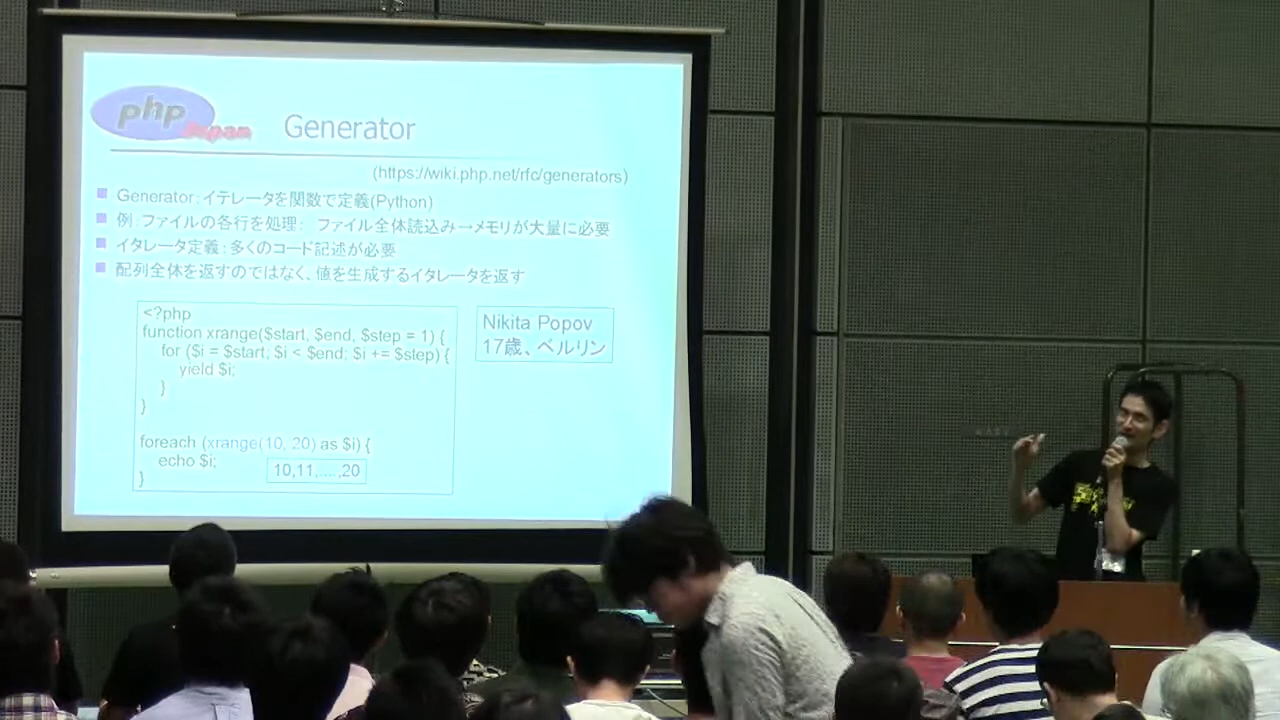 php
Japan
Generator
(https://wiki.php.net/rfc/generators)
Generator：イテレータを関数で定義(Python)
例：ファイルの各行を処理： ファイル全体読込み→メモリが大量に必要
イタレータ定義：多くのコード記述が必要
配列全体を返すのではなく、値を生成するイタレータを返す
<?php
function xrange($start, $end, $step = 1) {
for ($i = $start; $i < $end; $i += $step) {
yield $i;
}
}
foreach (xrange(10, 20) as $i) {
echo $i;
10,11,....,20
}
Nikita Popov
17歳、ベルリン